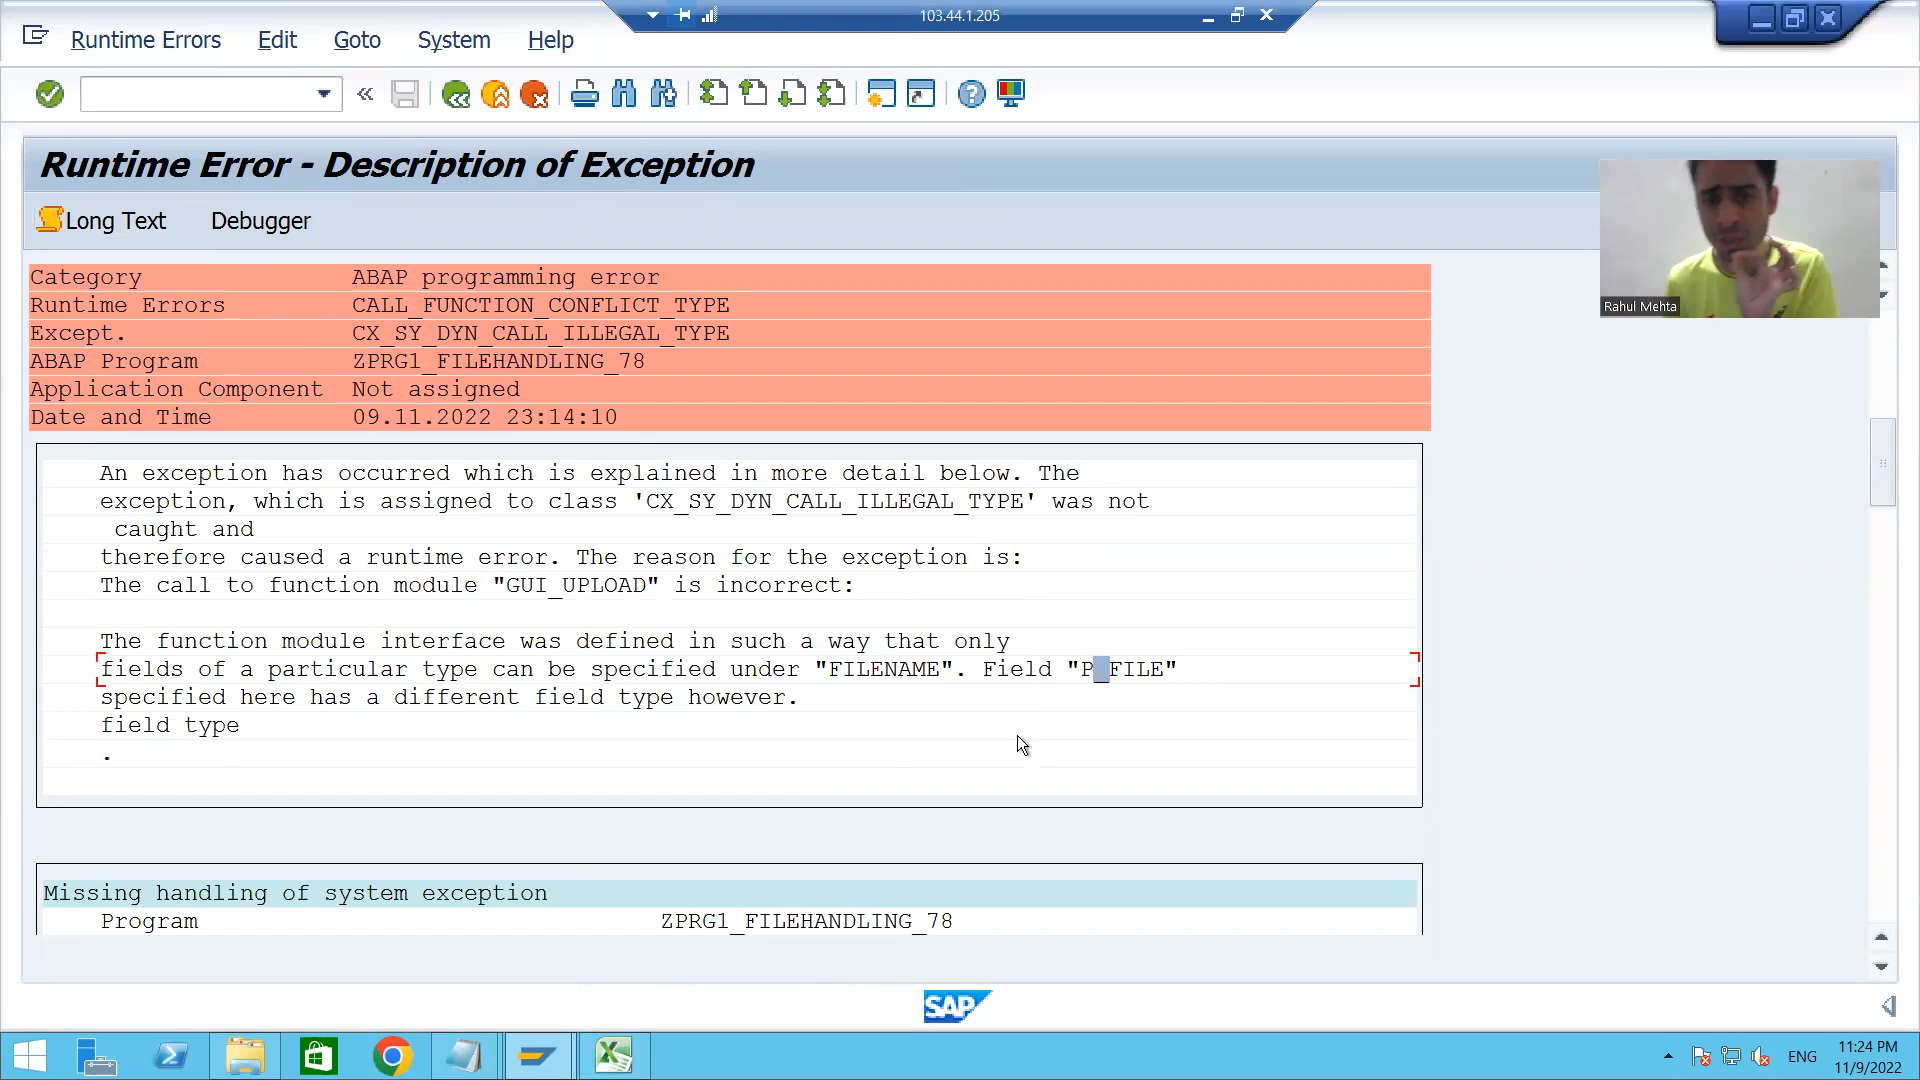 103.44.1.205
Runtime Errors Edit Goto System Help
Runtime Error - Description of Exception
Long Text Debugger
Category ABAP programming error
Runtime Errors CALL_FUNCTION_CONFLICT_TYPE
Except. CX_SY_DYN_CALL_ILLEGAL_TYPE
ABAP Program ZPRG1_FILEHANDLING_78
Application Component Not assigned
Date and Time 09.11.2022 23:14:10
Rahul Mehta
An exception has occurred which is explained in more detail below. The
exception, which is assigned to class 'CX_SY_DYN_CALL_ILLEGAL_TYPE' was not
caught and
therefore caused a runtime error. The reason for the exception is:
The call to function module "GUI_UPLOAD" is incorrect:
The function module interface was defined in such a way that only
fields of a particular type can be specified under "FILENAME". Field "P_FILE"
specified here has a different field type however.
field type
.
Missing handling of system exception
Program ZPRG1_FILEHANDLING_78
SAP
ENG
11:24 PM
11/9/2022